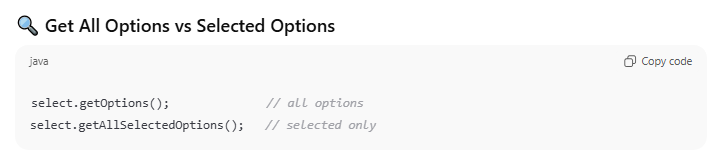 🔍 Get All Options vs Selected Options
java
Copy code
select.getOptions(); // all options
select.getAllSelectedOptions(); // selected only